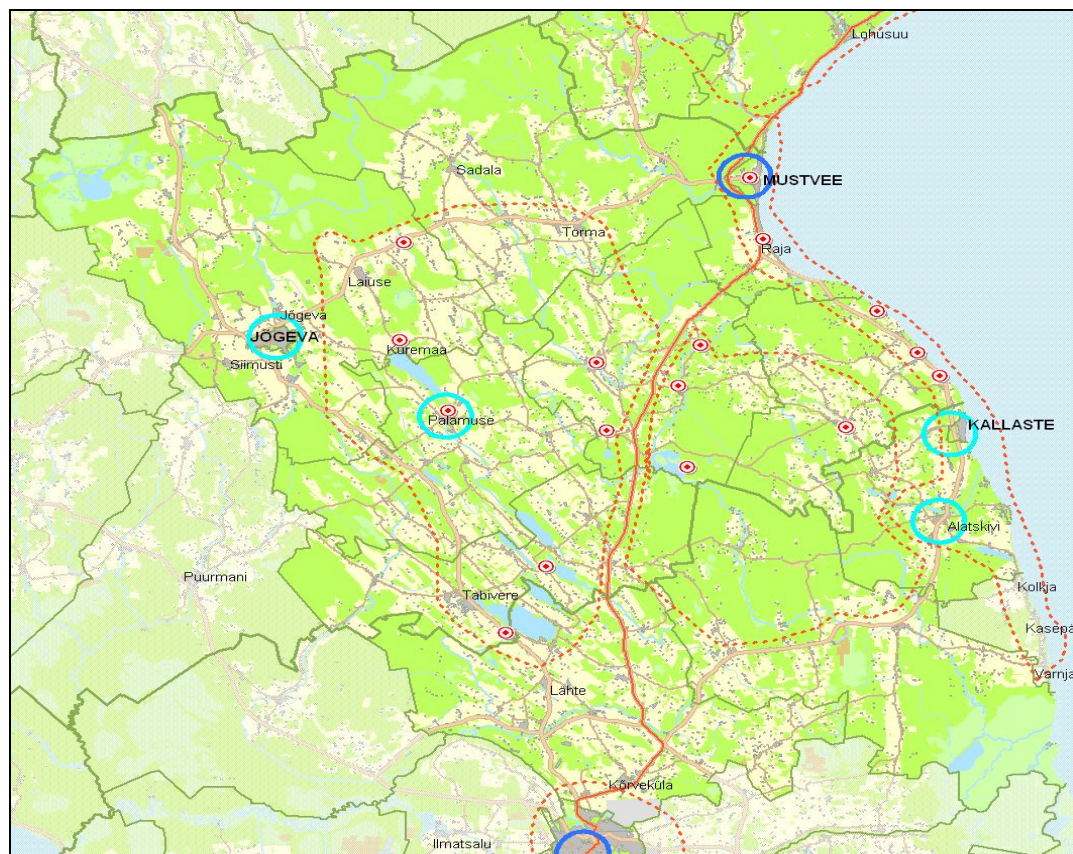 Lohusuu
Sadala
MUSTVEE
Torma
Raja
Laiuse
Jõgeva
JÕGEVA
Kuremaa
Siimusti
Palamuse
KALLASTE
Alatskivi
Puurmani
Kolkja
Tabivere
Kasepä
Varnja
Lähte
Kõrveküla
Ilmatsalu